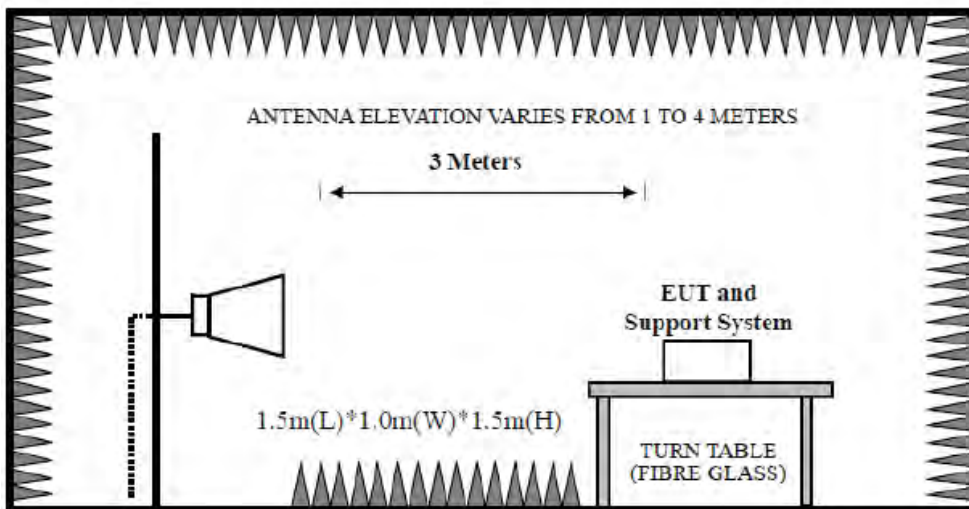 ANTENNA ELEVATION VARIES FROM 1 TO 4 METERS
3 Meters
EUT and
Support System
1.5m(L)*1.0m(W)*1.5m(H)
TURN TABLE
(FIBRE GLASS)